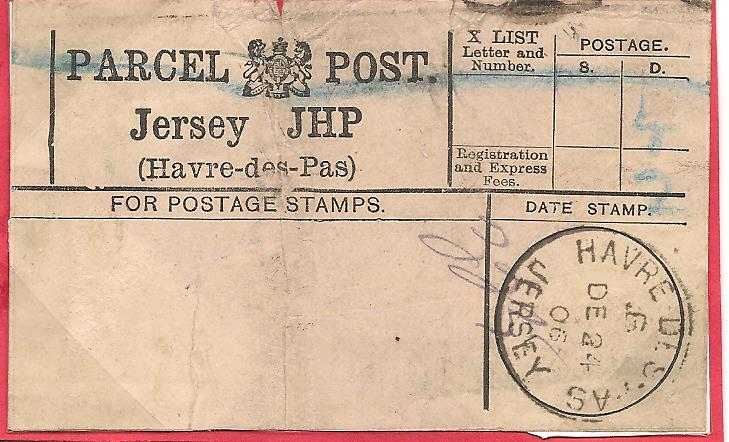 PARCEL POST.
Jersey JHP
(Havre-des-Pas)
X LIST
Letter and
Number.
POSTAGE.
S. D.
Registration
and Express
Fees.
FOR POSTAGE STAMPS.
DATE STAMP.
HAVRE DES PAS
JERSEY
DE 24
06